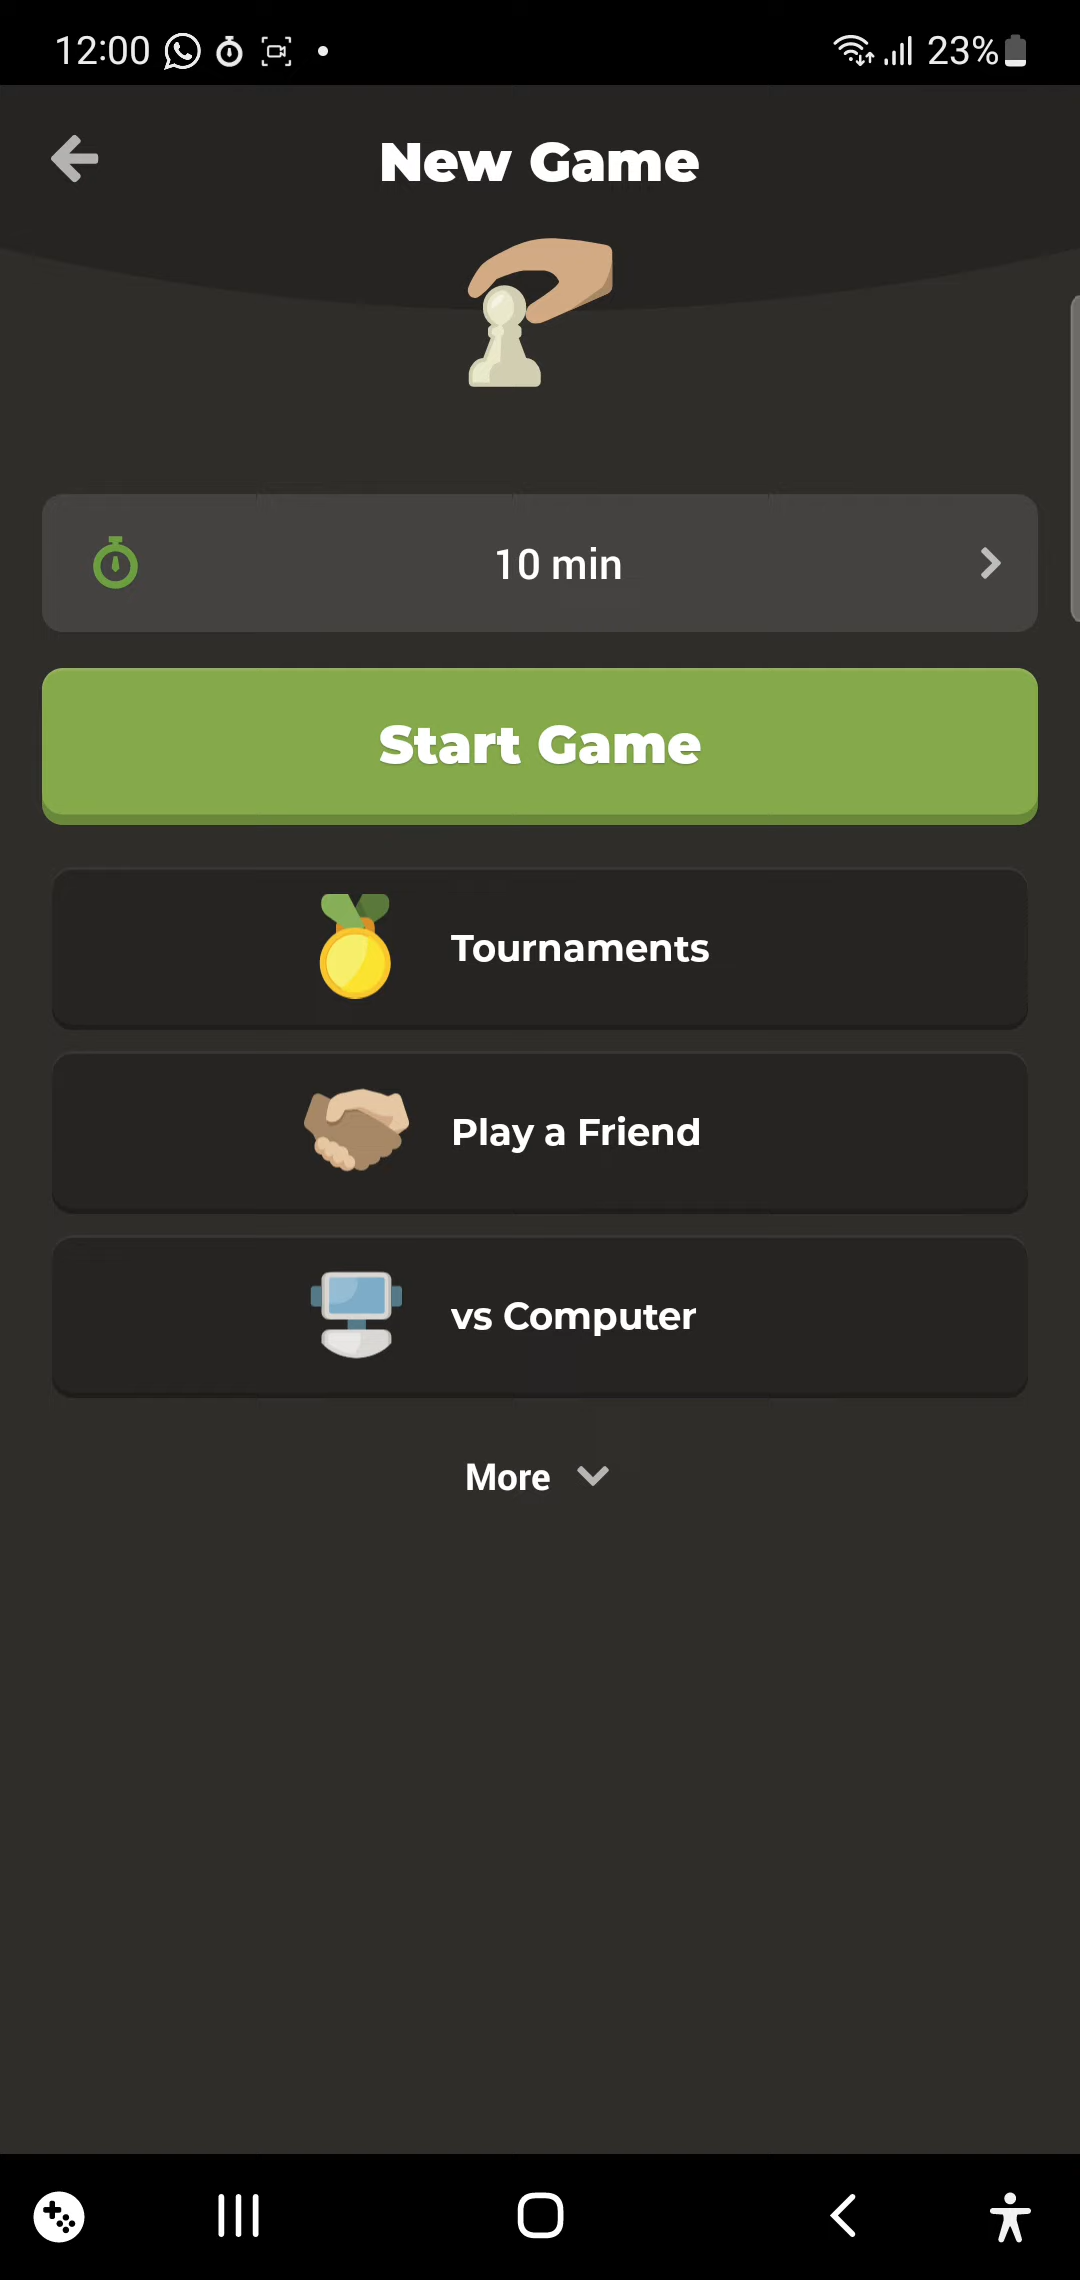 12:00
23%
New Game
10 min
Start Game
Tournaments
Play a Friend
vs Computer
More